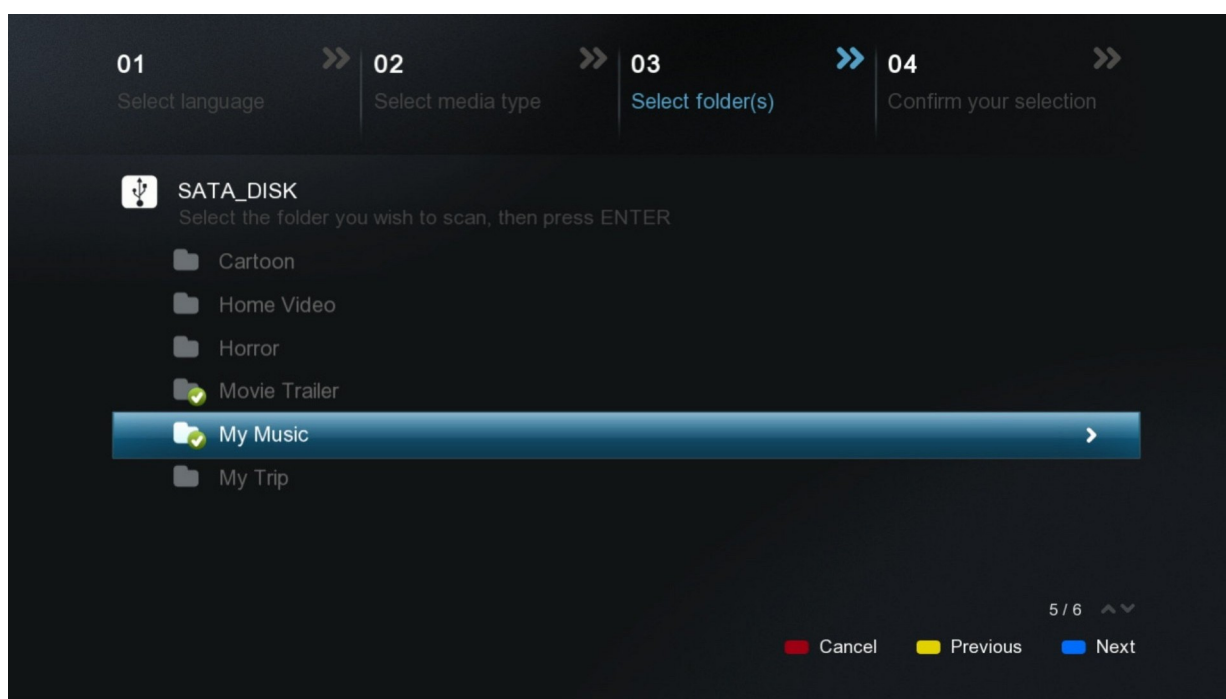 01
Select language
02
Select media type
03
Select folder(s)
04
Confirm your selection
SATA_DISK
Select the folder you wish to scan, then press ENTER
Cartoon
Home Video
Horror
Movie Trailer
My Music
My Trip
5 / 6
Cancel
Previous
Next